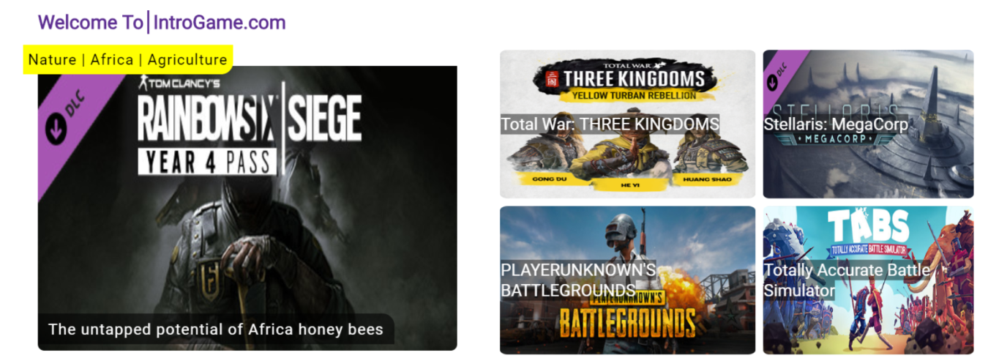 Welcome To | IntroGame.com
Nature | Africa | Agriculture
DLC
TOM CLANCY'S
RAINBOWSIX | SIEGE
YEAR 4 PASS
The untapped potential of Africa honey bees
TOTAL WAR
THREE KINGDOMS
YELLOW TURBAN REBELLION
Total War: THREE KINGDOMS
GONG DU
HE YI
HUANG SHAO
DLC
STELLARIS
Stellaris: MegaCorp
MEGACORP
PLAYERUNKNOWN'S
BATTLEGROUNDS
PLAYERUNKNOWN'S
BATTLEGROUNDS
TABS
TOTALLY ACCURATE BATTLE SIMULATOR
Totally Accurate Battle
Simulator